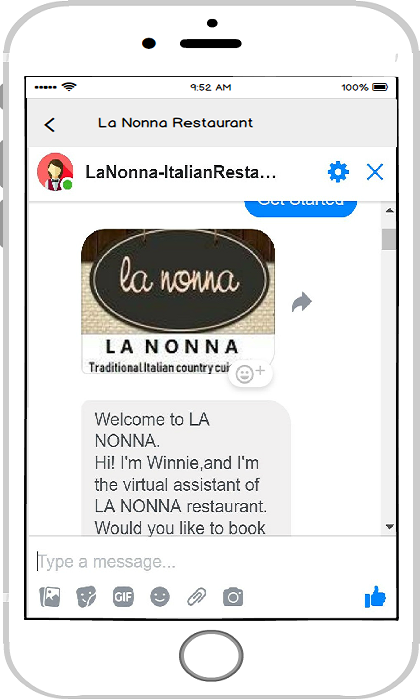 9:52 AM
100%
La Nonna Restaurant
LaNonna-ItalianResta...
Get Started
la nonna
LA NONNA
Traditional Italian country cui
Welcome to LA
NONNA.
Hi! I'm Winnie,and I'm
the virtual assistant of
LA NONNA restaurant.
Would you like to book
Type a message...
GIF